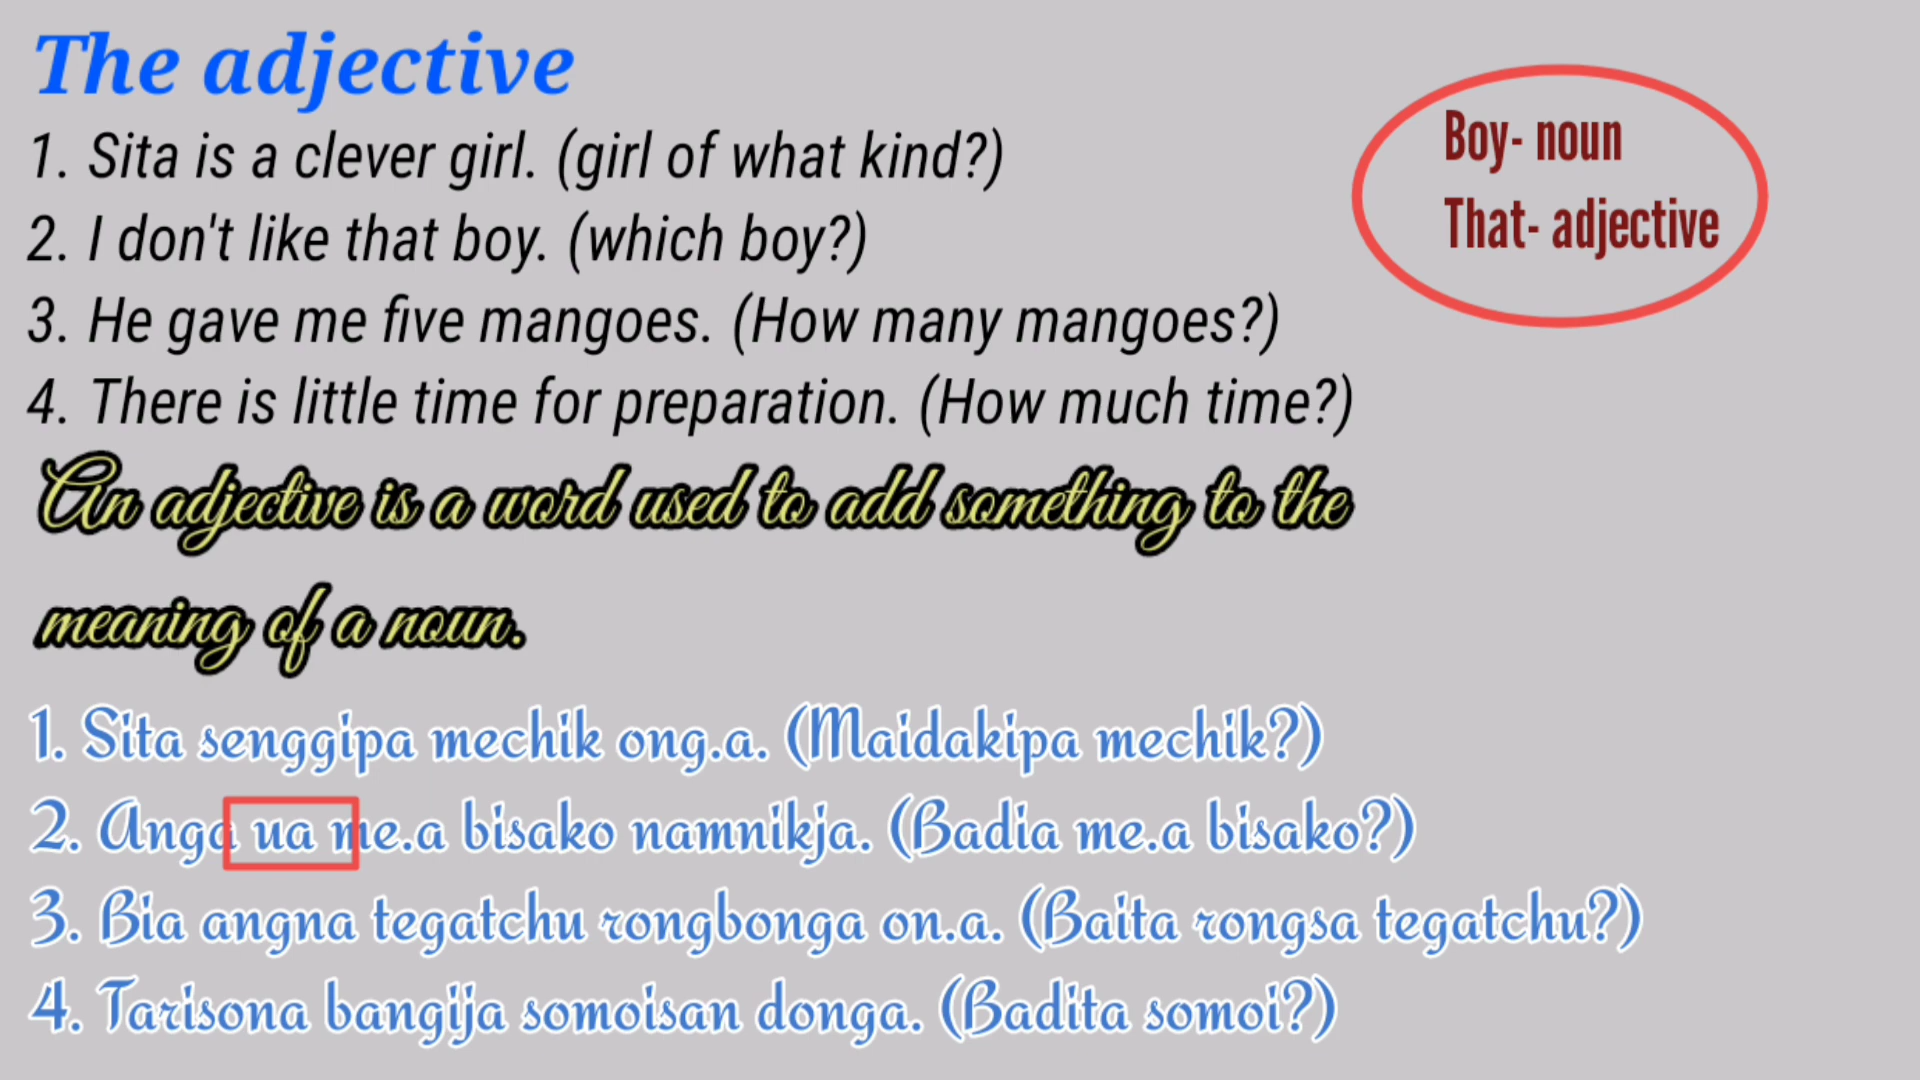 The adjective
1. Sita is a clever girl. (girl of what kind?)
2. I don't like that boy. (which boy?)
3. He gave me five mangoes. (How many mangoes?)
4. There is little time for preparation. (How much time?)
Boy- noun
That- adjective
An adjective is a word used to add something to the
meaning of a noun.
1. Sita senggipa mechik ong.a. (Maidakipa mechik?)
2. Anga ua me.a bisako namnikja. (Badia me.a bisako?)
3. Bia angna tegatchu rongbonga on.a. (Baita rongsa tegatchu?)
4. Tarisona bangija somoisan donga. (Badita somoi?)